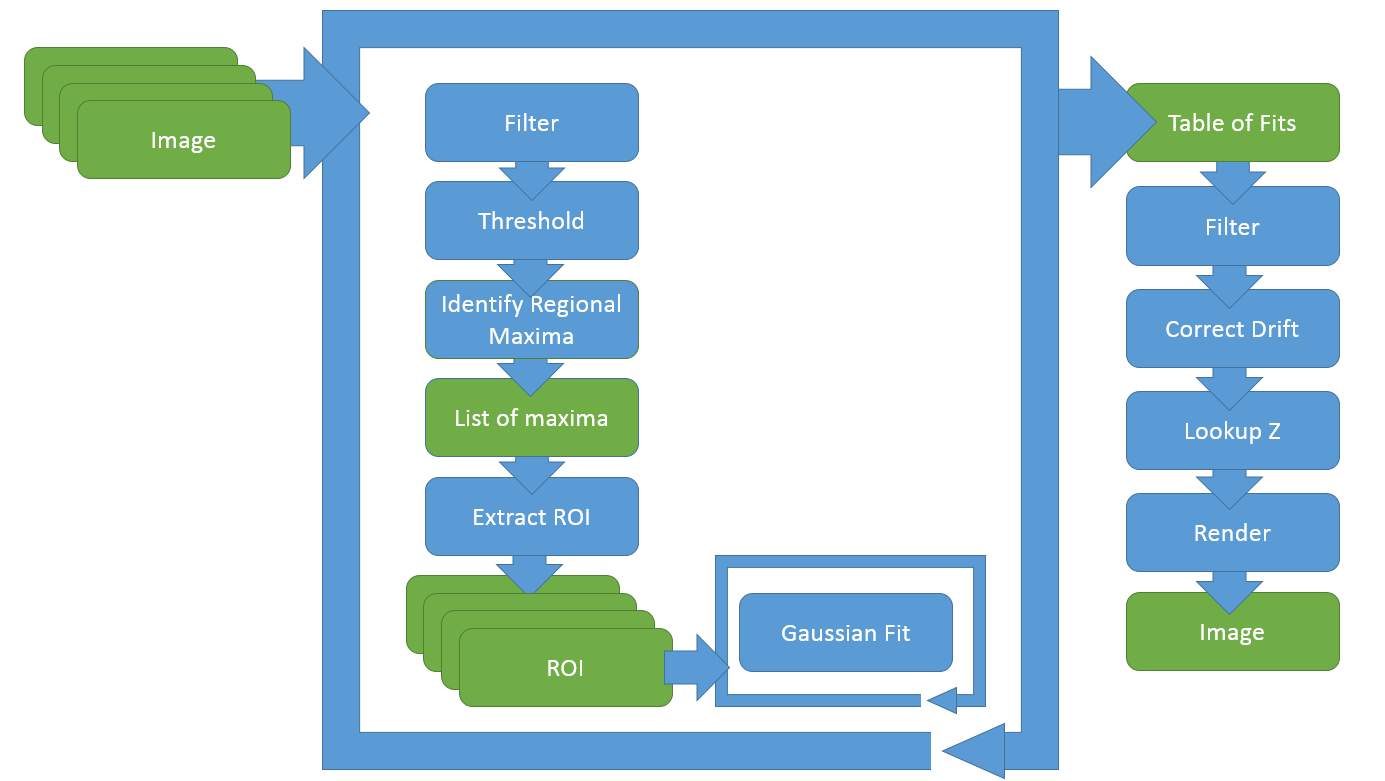 Image
Filter
Threshold
Identify Regional
Maxima
List of maxima
Extract ROI
ROI
Gaussian Fit
Table of Fits
Filter
Correct Drift
Lookup Z
Render
Image